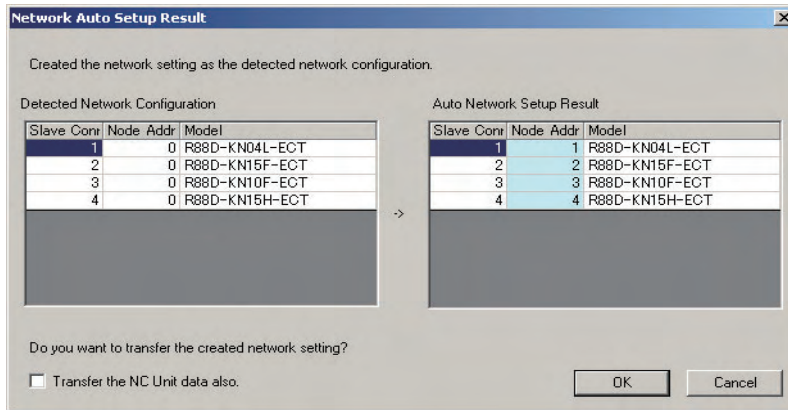 Network Auto Setup Result
Created the network setting as the detected network configuration.
Detected Network Configuration
Slave Conr Node Addr Model
1 0 R88D-KN04L-ECT
2 0 R88D-KN15F-ECT
3 0 R88D-KN10F-ECT
4 0 R88D-KN15H-ECT
->
Auto Network Setup Result
Slave Conr Node Addr Model
1 1 R88D-KN04L-ECT
2 2 R88D-KN15F-ECT
3 3 R88D-KN10F-ECT
4 4 R88D-KN15H-ECT
Do you want to transfer the created network setting?
Transfer the NC Unit data also.
OK
Cancel